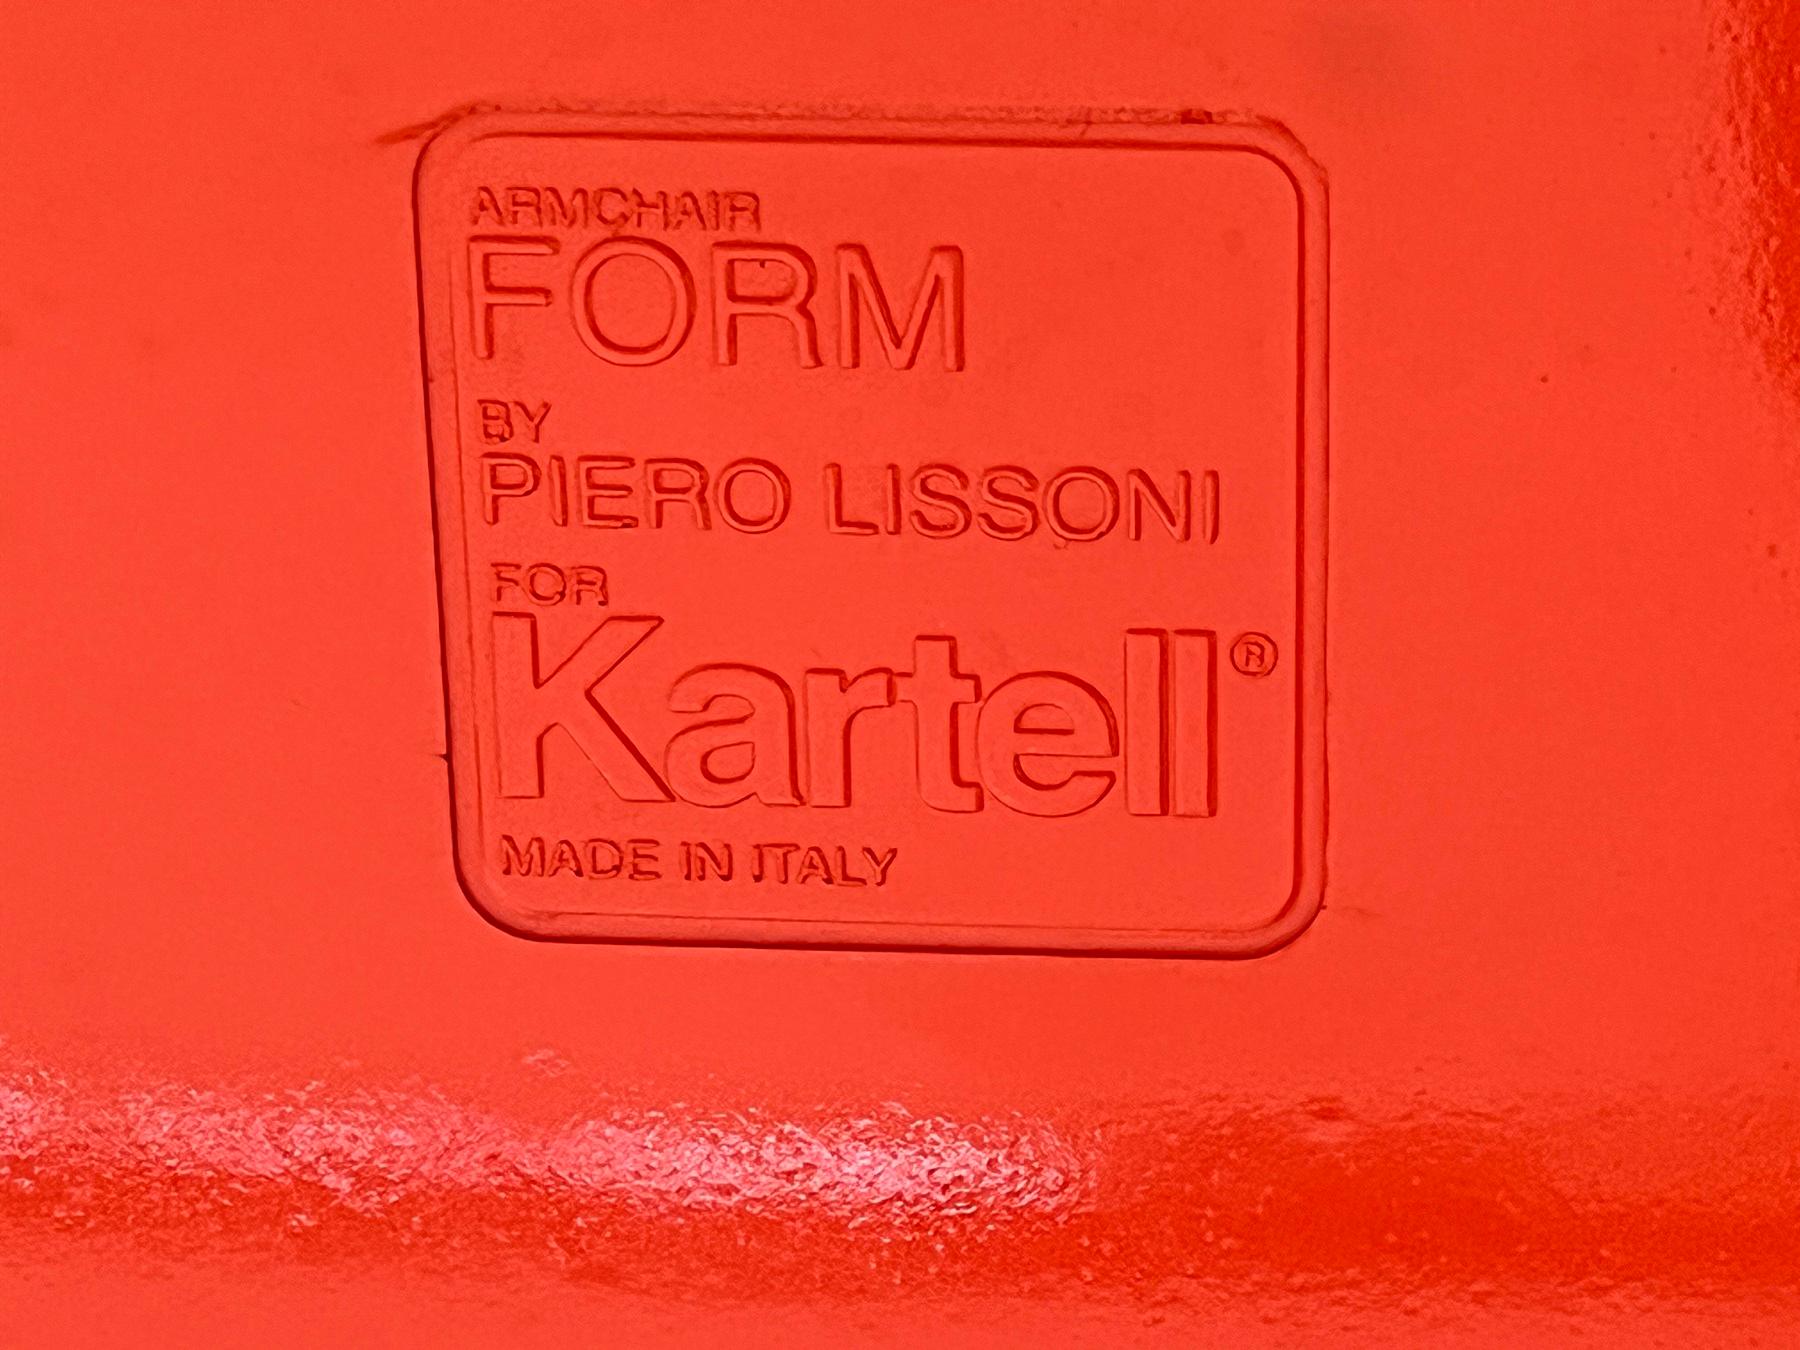 ARMCHAIR
FORM
BY
PIERO LISSONI
FOR
Kartell®
MADE IN ITALY